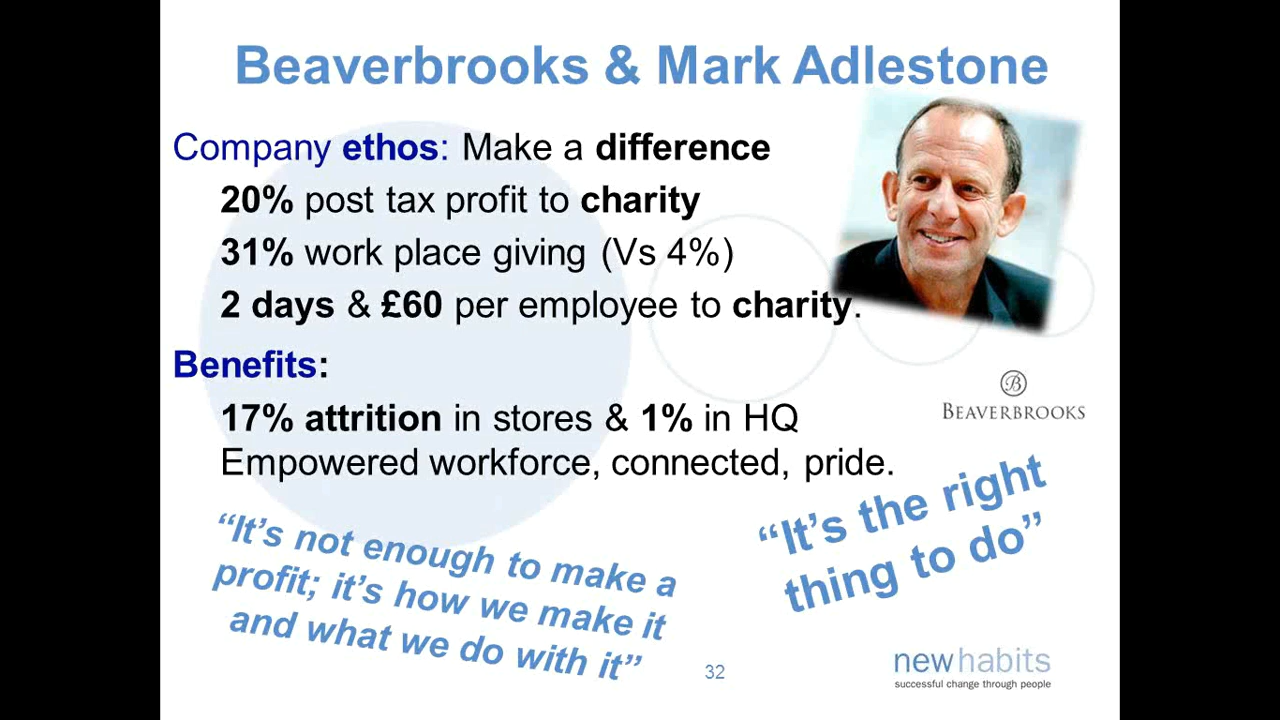 Beaverbrooks & Mark Adlestone
Company ethos: Make a difference
20% post tax profit to charity
31% work place giving (Vs 4%)
2 days & £60 per employee to charity.
Benefits:
17% attrition in stores & 1% in HQ
Empowered workforce, connected, pride.
B
BEAVERBROOKS
“It’s the right
thing to do”
“It’s not enough to make a
profit; it’s how we make it
and what we do with it”
32
newhabits
successful change through people